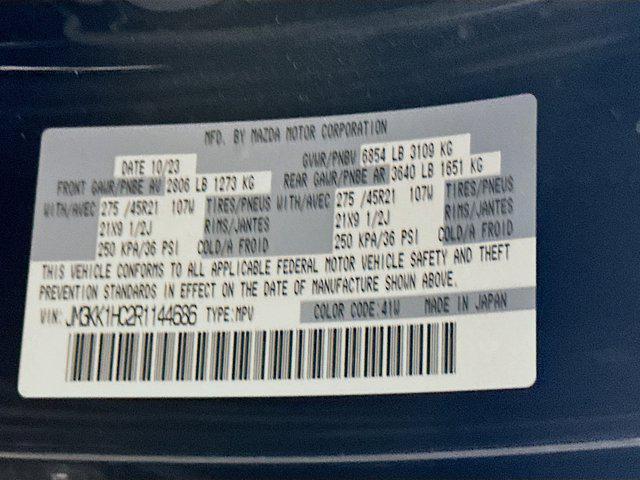 MFD. BY MAZDA MOTOR CORPORATION
DATE 10/23 GVWR/PNBV 6854 LB 3109 KG
FRONT GAWR/PNBE AV 2806 LB 1273 KG REAR GAWR/PNBE AR 3640 LB 1651 KG
WITH/AVEC 275 /45R21 107W TIRES/PNEUS WITH/AVEC 275 /45R21 107W TIRES/PNEUS
21X9 1/2J RIMS/JANTES 21X9 1/2J RIMS/JANTES
250 KPA/36 PSI COLD/A FROID 250 KPA/36 PSI COLD/A FROID
THIS VEHICLE CONFORMS TO ALL APPLICABLE FEDERAL MOTOR VEHICLE SAFETY AND THEFT
PREVENTION STANDARDS IN EFFECT ON THE DATE OF MANUFACTURE SHOWN ABOVE.
VIN: JM3KK1HC2R1144686 TYPE:MPV COLOR CODE:41W MADE IN JAPAN